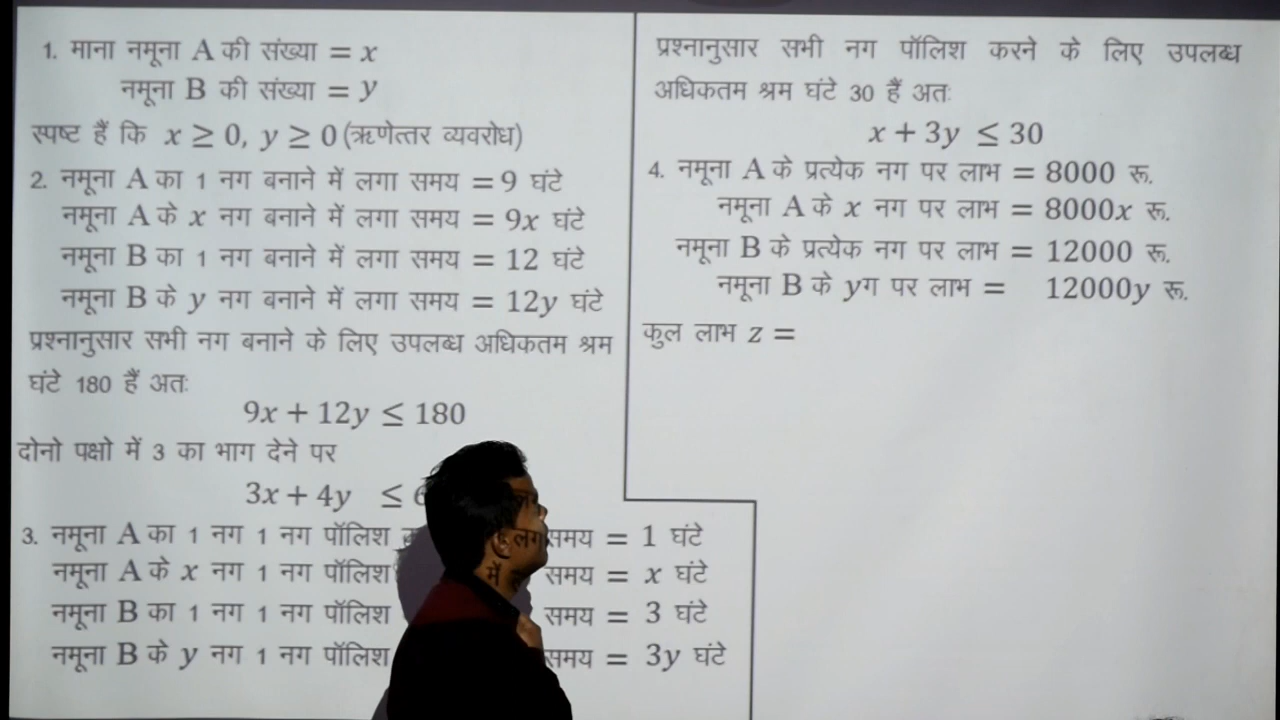 1. माना नमूना A की संख्या = x
नमूना B की संख्या = y
स्पष्ट हैं कि x ≥ 0, y ≥ 0 (ऋणेत्तर व्यवरोध)
2. नमूना A का 1 नग बनाने में लगा समय = 9 घंटे
नमूना A के x नग बनाने में लगा समय = 9x घंटे
नमूना B का 1 नग बनाने में लगा समय = 12 घंटे
नमूना B के y नग बनाने में लगा समय = 12y घंटे
प्रश्नानुसार सभी नग बनाने के लिए उपलब्ध अधिकतम श्रम
घंटे 180 हैं अतः
9x + 12y ≤ 180
दोनो पक्षो में 3 का भाग देने पर
3x + 4y ≤ 6
3. नमूना A का 1 नग 1 नग पॉलिश समय = 1 घंटे
नमूना A के x नग 1 नग पॉलिश में समय = x घंटे
नमूना B का 1 नग 1 नग पॉलिश समय = 3 घंटे
नमूना B के y नग 1 नग पॉलिश समय = 3y घंटे
प्रश्नानुसार सभी नग पॉलिश करने के लिए उपलब्ध
अधिकतम श्रम घंटे 30 हैं अतः
x + 3y ≤ 30
4. नमूना A के प्रत्येक नग पर लाभ = 8000 रू.
नमूना A के x नग पर लाभ = 8000x रू.
नमूना B के प्रत्येक नग पर लाभ = 12000 रू.
नमूना B के yग पर लाभ = 12000y रू.
कुल लाभ z =